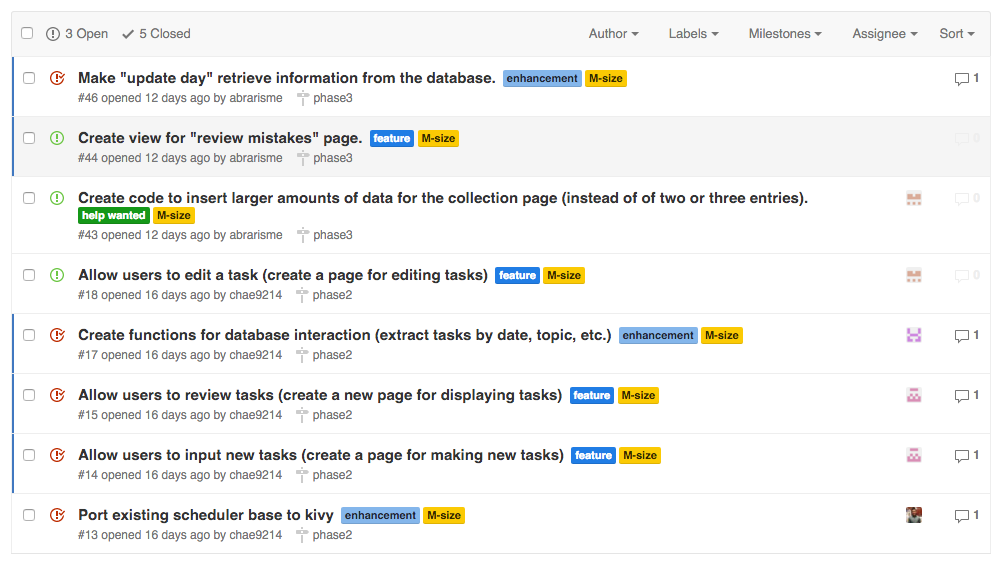 3 Open 5 Closed Author Labels Milestones Assignee Sort
Make "update day" retrieve information from the database. enhancement M-size 1
#46 opened 12 days ago by abrarisme phase3
Create view for "review mistakes" page. feature M-size 0
#44 opened 12 days ago by abrarisme phase3
Create code to insert larger amounts of data for the collection page (instead of of two or three entries). 0
help wanted M-size
#43 opened 12 days ago by abrarisme phase3
Allow users to edit a task (create a page for editing tasks) feature M-size 0
#18 opened 16 days ago by chae9214 phase2
Create functions for database interaction (extract tasks by date, topic, etc.) enhancement M-size 1
#17 opened 16 days ago by chae9214 phase2
Allow users to review tasks (create a new page for displaying tasks) feature M-size 1
#15 opened 16 days ago by chae9214 phase2
Allow users to input new tasks (create a page for making new tasks) feature M-size 1
#14 opened 16 days ago by chae9214 phase2
Port existing scheduler base to kivy enhancement M-size 1
#13 opened 16 days ago by chae9214 phase2